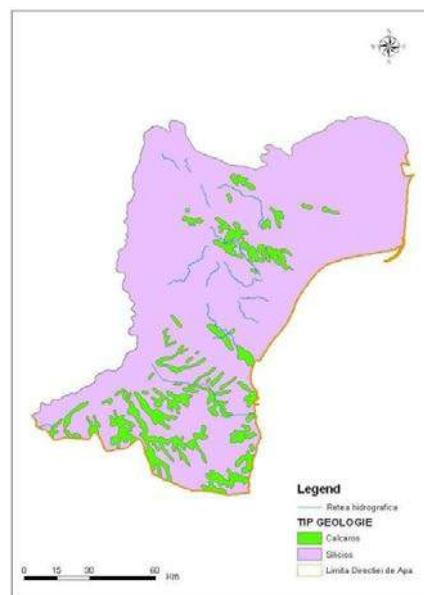 Legend
Retea hidrografica
TIP GEOLOGIE
Calcaros
Silicios
Limita Directiei de Apa
0 15 30 60
Km